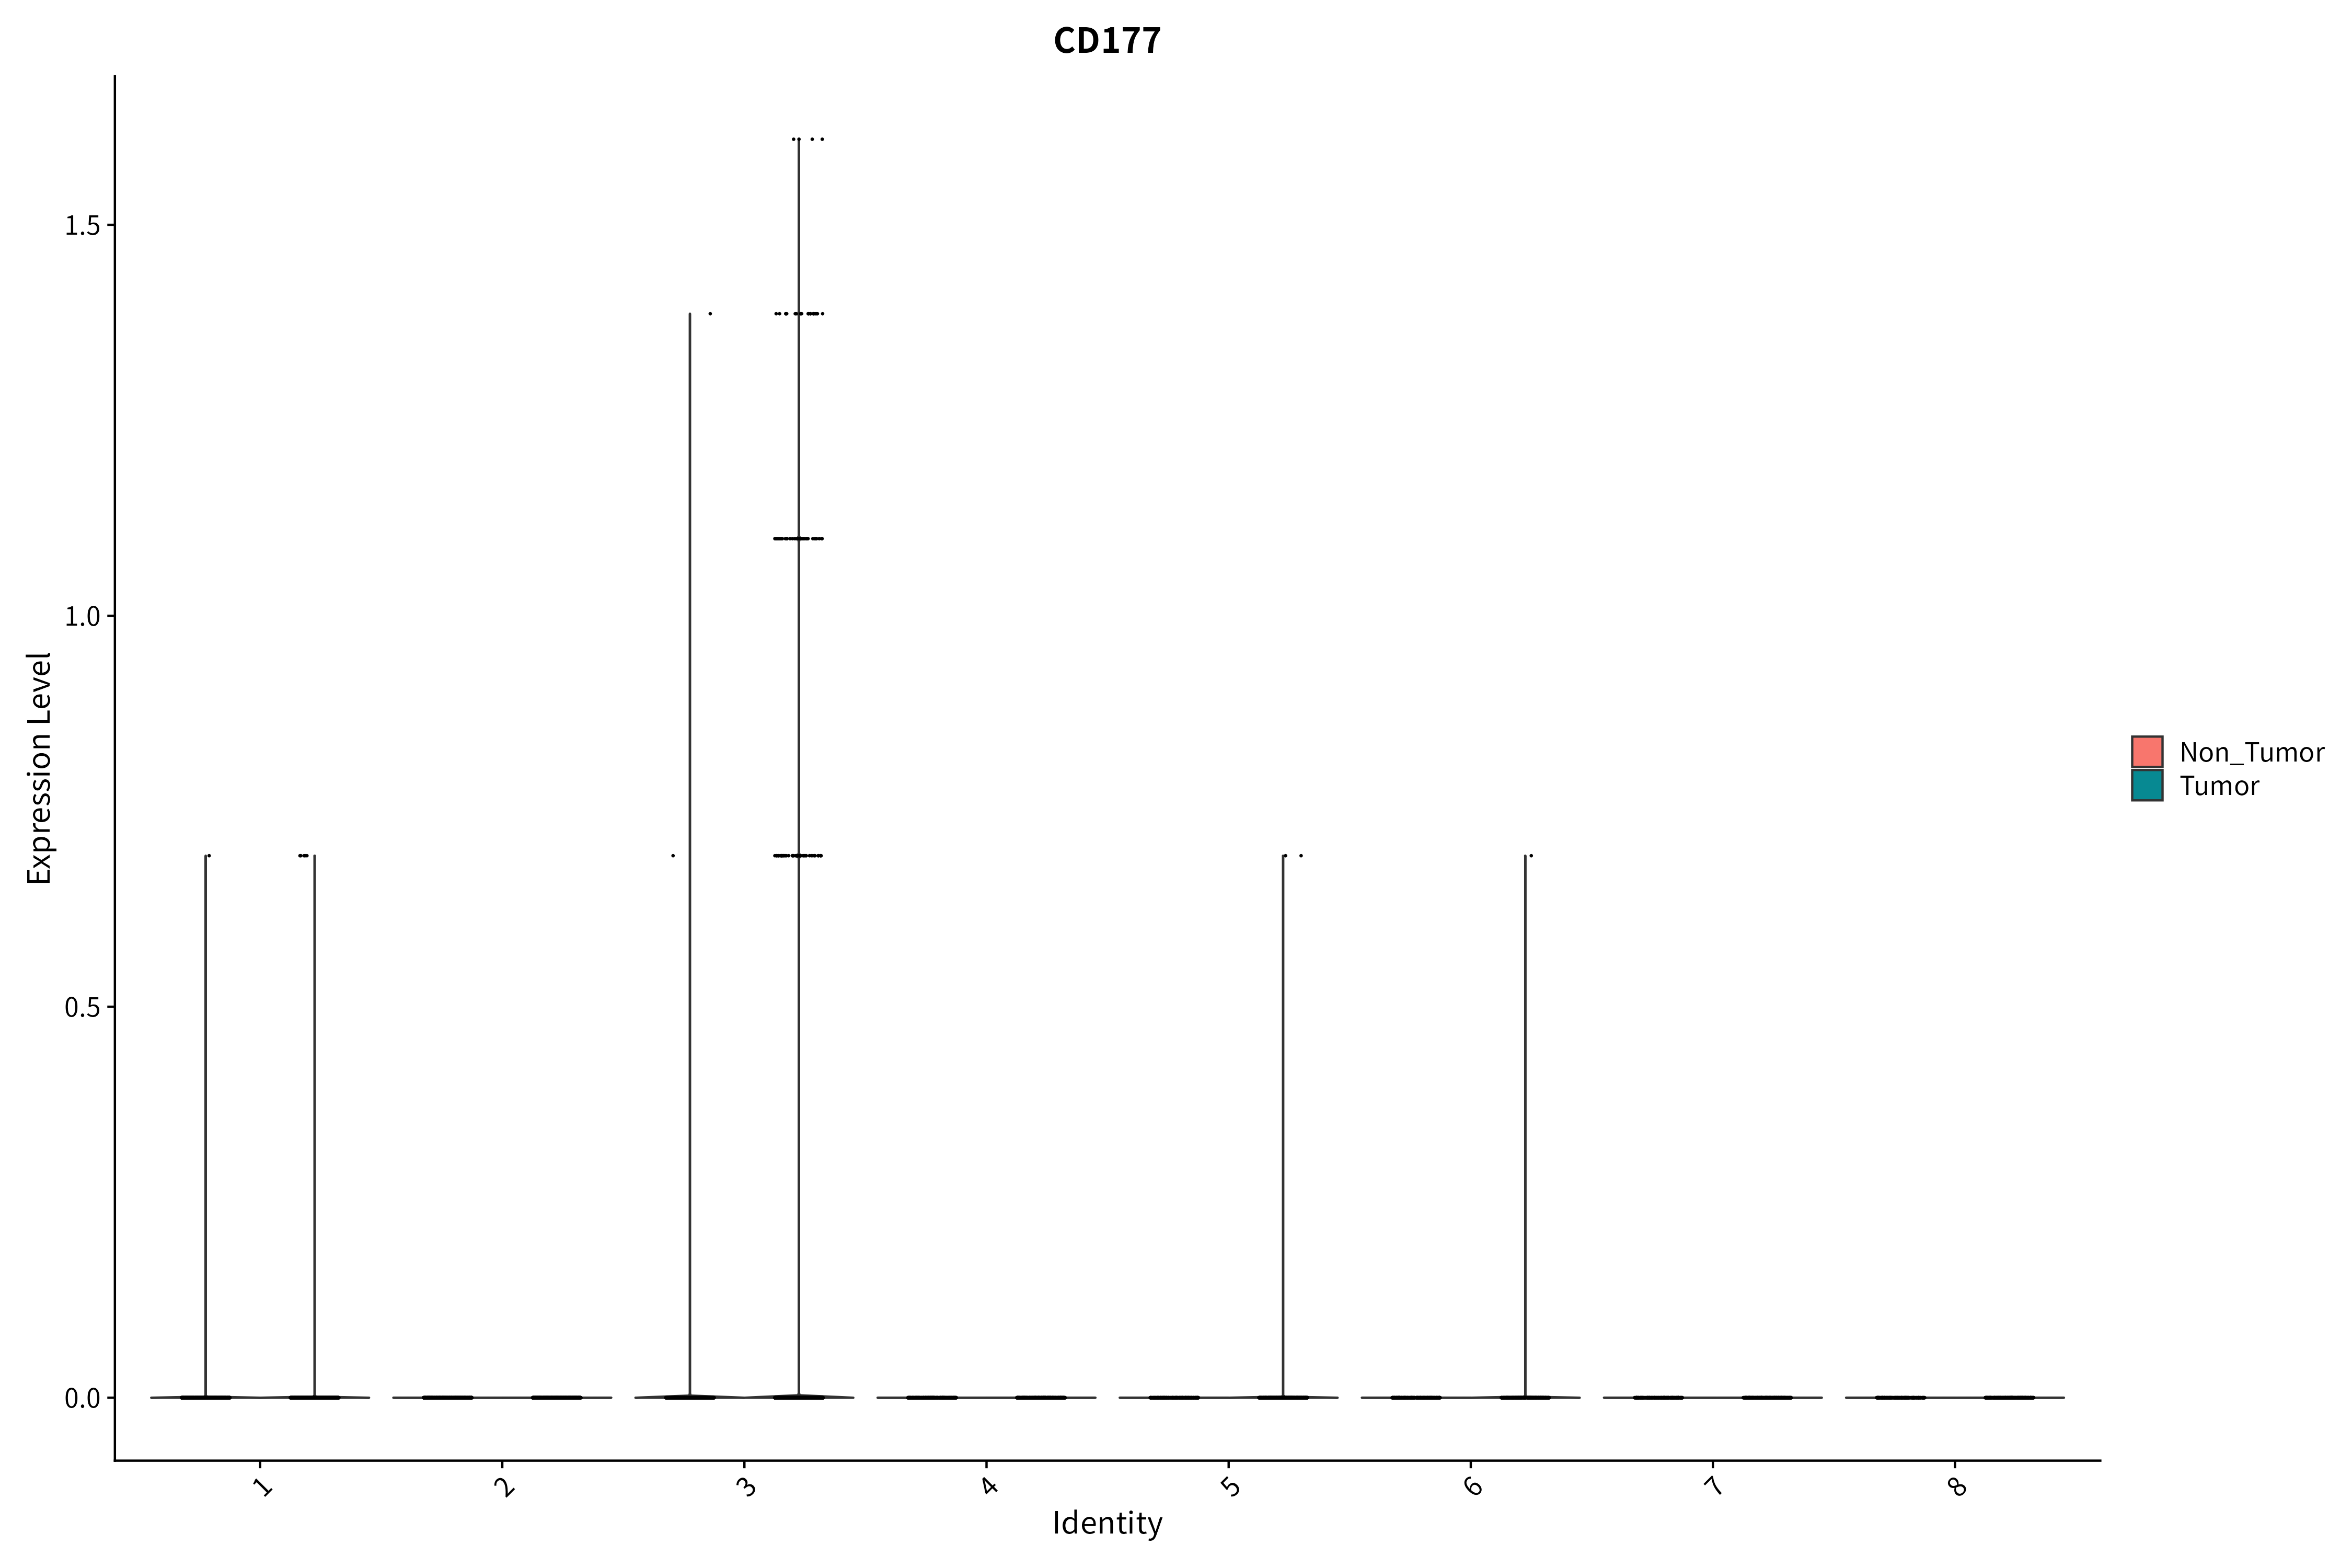 CD177
1.5
1.0
0.5
0.0
Expression Level
1
2
3
4
5
6
7
8
Identity
Non_Tumor
Tumor